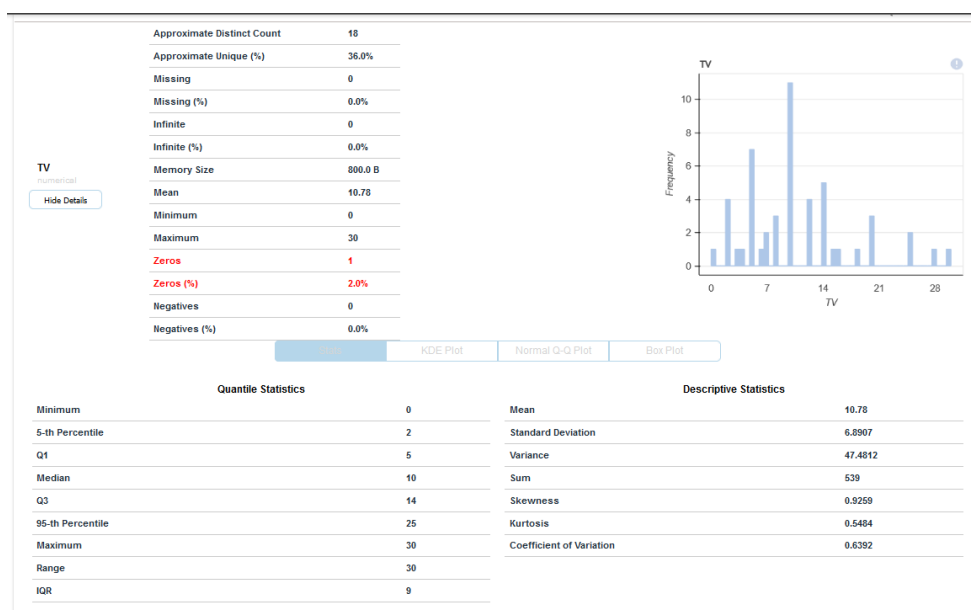 Approximate Distinct Count 18
Approximate Unique (%) 36.0%
Missing 0
Missing (%) 0.0%
Infinite 0
Infinite (%) 0.0%
TV
numerical
Hide Details
Memory Size 800.0 B
Mean 10.78
Minimum 0
Maximum 30
Zeros 1
Zeros (%) 2.0%
Negatives 0
Negatives (%) 0.0%
TV
!
Frequency
10
8
6
4
2
0
0 7 14 21 28
TV
Stats KDE Plot Normal Q-Q Plot Box Plot
Quantile Statistics
Minimum 0
5-th Percentile 2
Q1 5
Median 10
Q3 14
95-th Percentile 25
Maximum 30
Range 30
IQR 9
Descriptive Statistics
Mean 10.78
Standard Deviation 6.8907
Variance 47.4812
Sum 539
Skewness 0.9259
Kurtosis 0.5484
Coefficient of Variation 0.6392